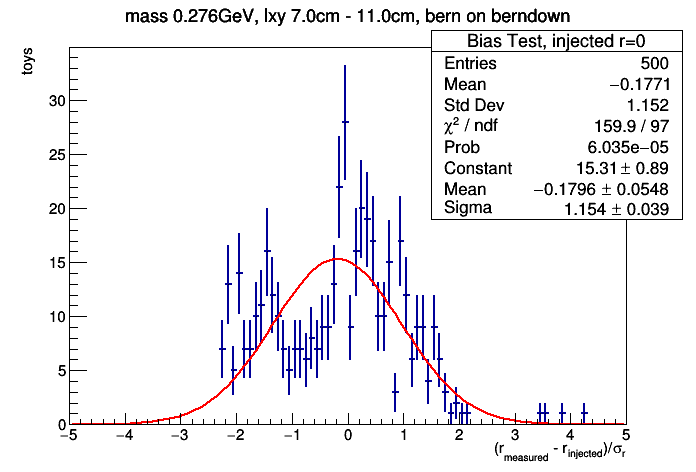 mass 0.276GeV, lxy 7.0cm - 11.0cm, bern on berndown
Bias Test, injected r=0
Entries 500
Mean −0.1771
Std Dev 1.152
χ² / ndf 159.9 / 97
Prob 6.035e−05
Constant 15.31 ± 0.89
Mean −0.1796 ± 0.0548
Sigma 1.154 ± 0.039
toys
30
25
20
15
10
5
0
−5 −4 −3 −2 −1 0 1 2 3 4 5
(r_measured - r_injected)/σ_r